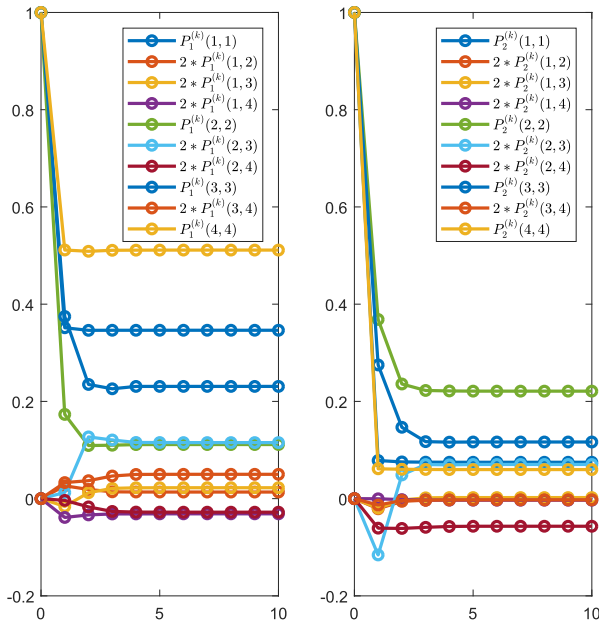 1
0.8
0.6
0.4
0.2
0
-0.2
0 5 10
P_1^{(k)}(1,1)
2 * P_1^{(k)}(1,2)
2 * P_1^{(k)}(1,3)
2 * P_1^{(k)}(1,4)
P_1^{(k)}(2,2)
2 * P_1^{(k)}(2,3)
2 * P_1^{(k)}(2,4)
P_1^{(k)}(3,3)
2 * P_1^{(k)}(3,4)
P_1^{(k)}(4,4)
1
0.8
0.6
0.4
0.2
0
-0.2
0 5 10
P_2^{(k)}(1,1)
2 * P_2^{(k)}(1,2)
2 * P_2^{(k)}(1,3)
2 * P_2^{(k)}(1,4)
P_2^{(k)}(2,2)
2 * P_2^{(k)}(2,3)
2 * P_2^{(k)}(2,4)
P_2^{(k)}(3,3)
2 * P_2^{(k)}(3,4)
P_2^{(k)}(4,4)